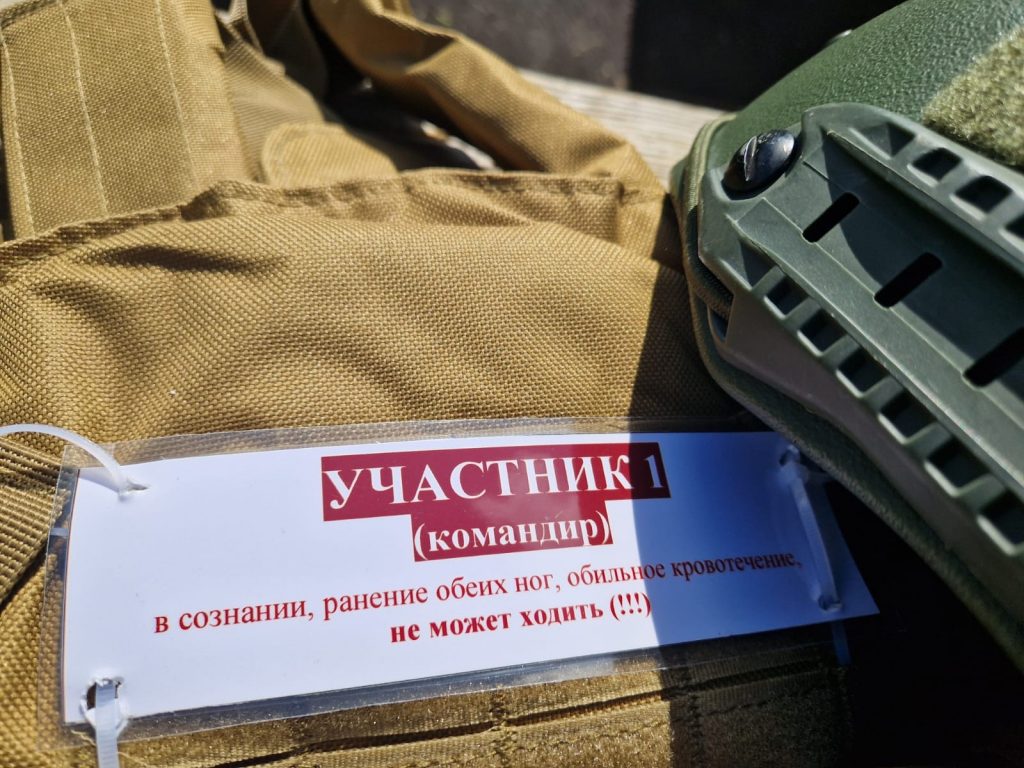 УЧАСТНИК 1
(командир)
в сознании, ранение обеих ног, обильное кровотечение,
не может ходить (!!!)